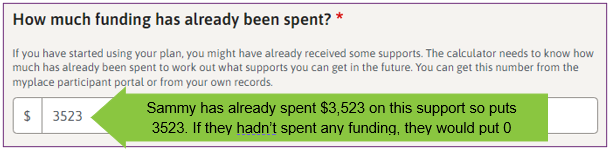 How much funding has already been spent? *
If you have started using your plan, you might have already received some supports. The calculator needs to know how
much has already been spent to work out what supports you can get in the future. You can get this number from the
myplace participant portal or from your own records.
$ 3523
Sammy has already spent $3,523 on this support so puts
3523. If they hadn't spent any funding, they would put 0